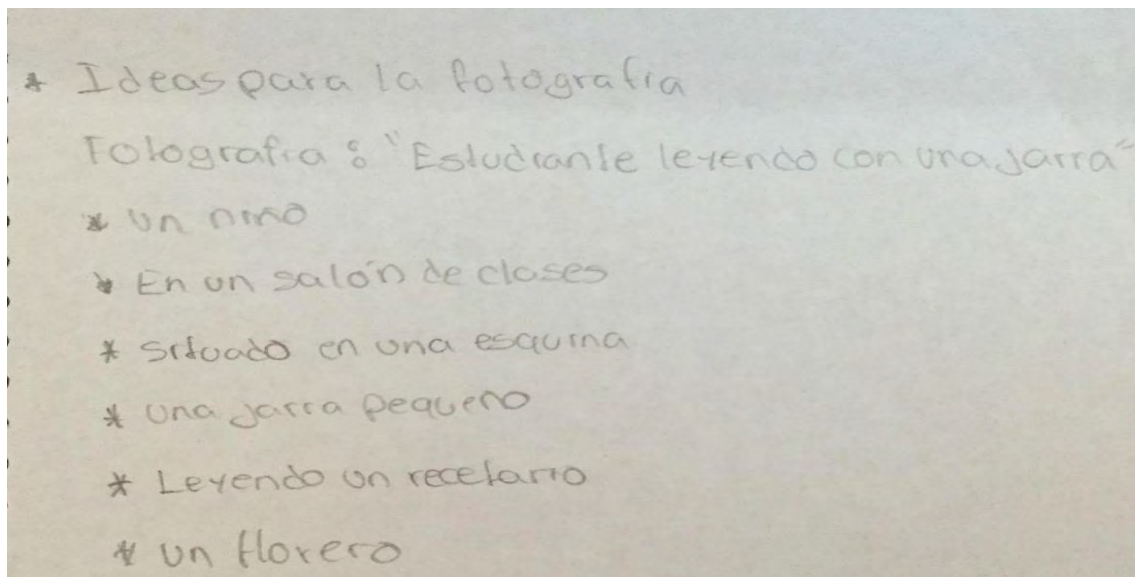 * Ideas para la fotografia
Fotografia : "Estudiante leyendo con una jarra"
* un niño
* En un salón de clases
* Situado en una esquina
* una jarra pequeño
* Leyendo un recetario
* un florero